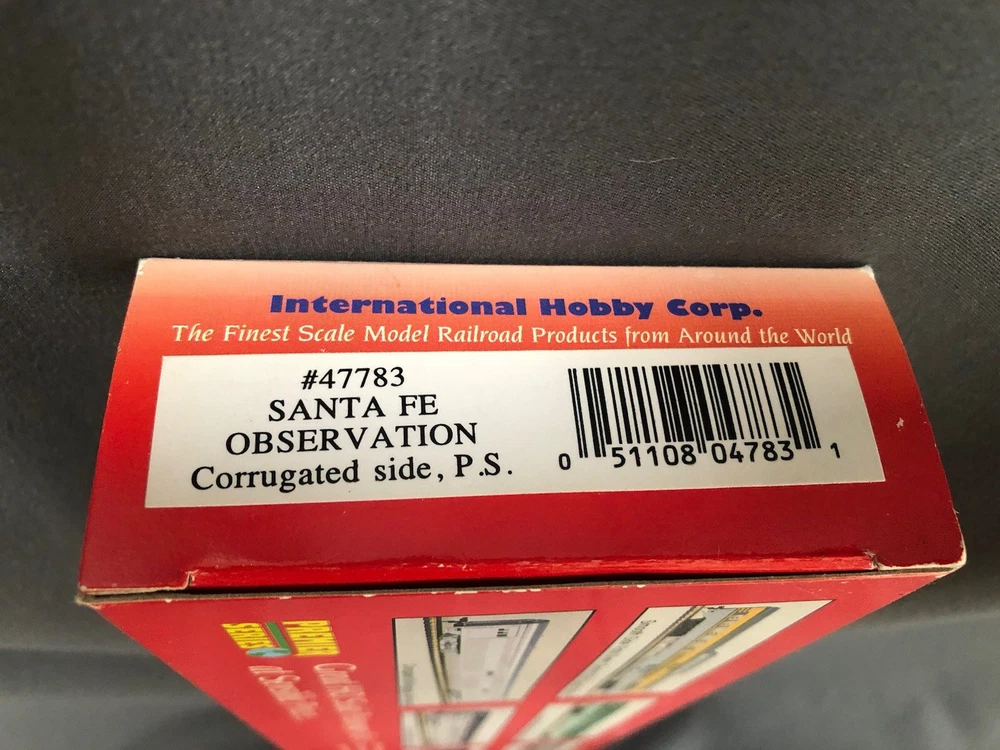 International Hobby Corp.
The Finest Scale Model Railroad Products from Around the World
#47783
SANTA FE
OBSERVATION
Corrugated side, P.S.
0 51108 04783 1
PREMIER
SERIES